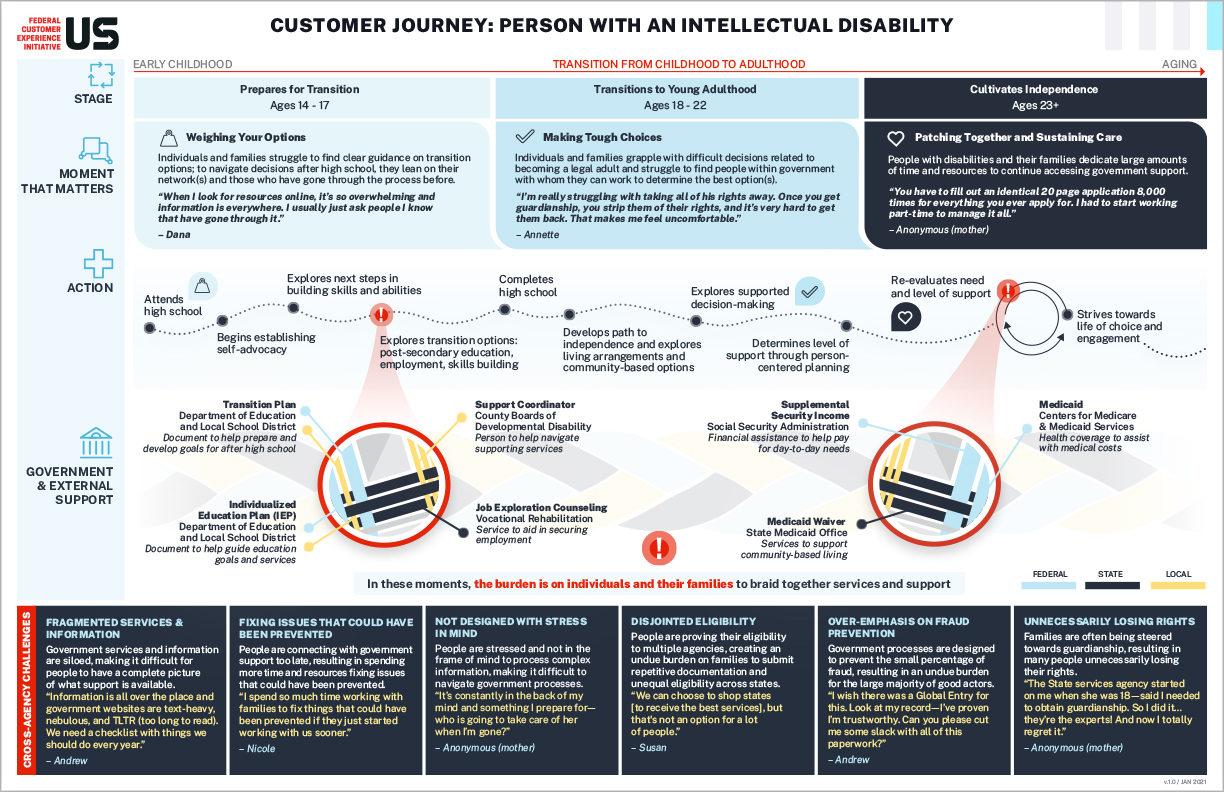 FEDERAL
CUSTOMER
EXPERIENCE
INITIATIVE
US
CUSTOMER JOURNEY: PERSON WITH AN INTELLECTUAL DISABILITY
EARLY CHILDHOOD
TRANSITION FROM CHILDHOOD TO ADULTHOOD
AGING
STAGE
Prepares for Transition
Ages 14 - 17
Transitions to Young Adulthood
Ages 18 - 22
Cultivates Independence
Ages 23+
MOMENT
THAT MATTERS
Weighing Your Options
Individuals and families struggle to find clear guidance on transition
options; to navigate decisions after high school, they lean on their
network(s) and those who have gone through the process before.
“When I look for resources online, it’s so overwhelming and
information is everywhere. I usually just ask people I know
that have gone through it.”
– Dana
Making Tough Choices
Individuals and families grapple with difficult decisions related to
becoming a legal adult and struggle to find people within government
with whom they can work to determine the best option(s).
“I’m really struggling with taking all of his rights away. Once you get
guardianship, you strip them of their rights, and it’s very hard to get
them back. That makes me feel uncomfortable.”
– Annette
Patching Together and Sustaining Care
People with disabilities and their families dedicate large amounts
of time and resources to continue accessing government support.
“You have to fill out an identical 20 page application 8,000
times for everything you ever apply for. I had to start working
part-time to manage it all.”
– Anonymous (mother)
ACTION
Attends
high school
Begins establishing
self-advocacy
Explores next steps in
building skills and abilities
Explores transition options:
post-secondary education,
employment, skills building
Completes
high school
Develops path to
independence and explores
living arrangements and
community-based options
Explores supported
decision-making
Determines level of
support through person-
centered planning
Re-evaluates need
and level of support
Strives towards
life of choice and
engagement
GOVERNMENT
& EXTERNAL
SUPPORT
Transition Plan
Department of Education
and Local School District
Document to help prepare and
develop goals for after high school
Individualized
Education Plan (IEP)
Department of Education
and Local School District
Document to help guide education
goals and services
Support Coordinator
County Boards of
Developmental Disability
Person to help navigate
supporting services
Job Exploration Counseling
Vocational Rehabilitation
Service to aid in securing
employment
Supplemental
Security Income
Social Security Administration
Financial assistance to help pay
for day-to-day needs
Medicaid Waiver
State Medicaid Office
Services to support
community-based living
Medicaid
Centers for Medicare
& Medicaid Services
Health coverage to assist
with medical costs
In these moments, the burden is on individuals and their families to braid together services and support
FEDERAL
STATE
LOCAL
CROSS-AGENCY CHALLENGES
FRAGMENTED SERVICES &
INFORMATION
Government services and information
are siloed, making it difficult for
people to have a complete picture
of what support is available.
“Information is all over the place and
government websites are text-heavy,
nebulous, and TLTR (too long to read).
We need a checklist with things we
should do every year.”
– Andrew
FIXING ISSUES THAT COULD HAVE
BEEN PREVENTED
People are connecting with government
support too late, resulting in spending
more time and resources fixing issues
that could have been prevented.
“I spend so much time working with
families to fix things that could have
been prevented if they just started
working with us sooner.”
– Nicole
NOT DESIGNED WITH STRESS
IN MIND
People are stressed and not in the
frame of mind to process complex
information, making it difficult to
navigate government processes.
“It’s constantly in the back of my
mind and something I prepare for—
who is going to take care of her
when I’m gone?”
– Anonymous (mother)
DISJOINTED ELIGIBILITY
People are proving their eligibility
to multiple agencies, creating an
undue burden on families to submit
repetitive documentation and
unequal eligibility across states.
“We can choose to shop states
[to receive the best services], but
that’s not an option for a lot
of people.”
– Susan
OVER-EMPHASIS ON FRAUD
PREVENTION
Government processes are designed
to prevent the small percentage of
fraud, resulting in an undue burden
for the large majority of good actors.
“I wish there was a Global Entry for
this. Look at my record—I’ve proven
I’m trustworthy. Can you please cut
me some slack with all of this
paperwork?”
– Andrew
UNNECESSARILY LOSING RIGHTS
Families are often being steered
towards guardianship, resulting in
many people unnecessarily losing
their rights.
“The State services agency started
on me when she was 18—said I needed
to obtain guardianship. So I did it...
they’re the experts! And now I totally
regret it.”
– Anonymous (mother)
v.1.0 / JAN 2021